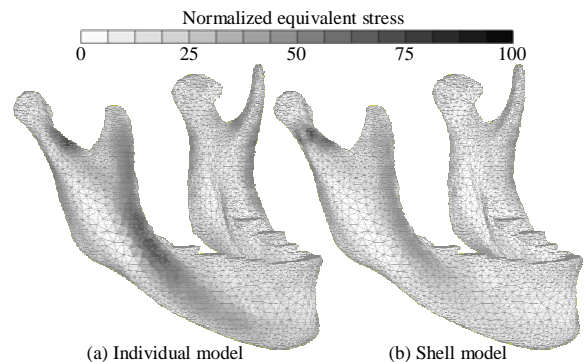 Normalized equivalent stress
0 25 50 75 100
(a) Individual model (b) Shell model